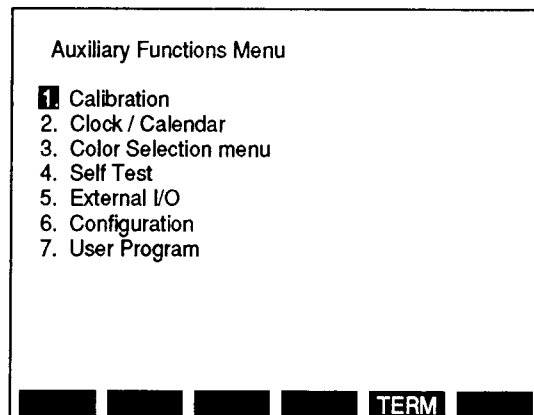 Auxiliary Functions Menu
1. Calibration
2. Clock / Calendar
3. Color Selection menu
4. Self Test
5. External I/O
6. Configuration
7. User Program
TERM